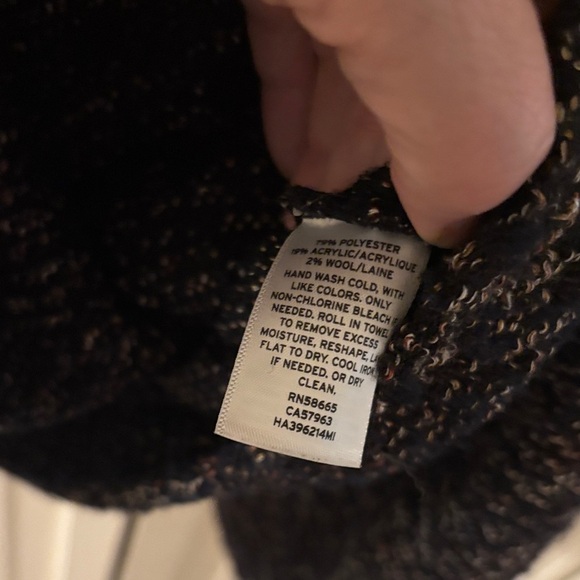 79% POLYESTER
19% ACRYLIC/ACRYLIQUE
2% WOOL/LAINE
HAND WASH COLD, WITH
LIKE COLORS. ONLY
NON-CHLORINE BLEACH
NEEDED. ROLL IN TOWEL
TO REMOVE EXCESS
MOISTURE, RESHAPE,
FLAT TO DRY. COOL IRON
IF NEEDED, OR DRY
CLEAN.
RN58665
CA57963
HA396214MI